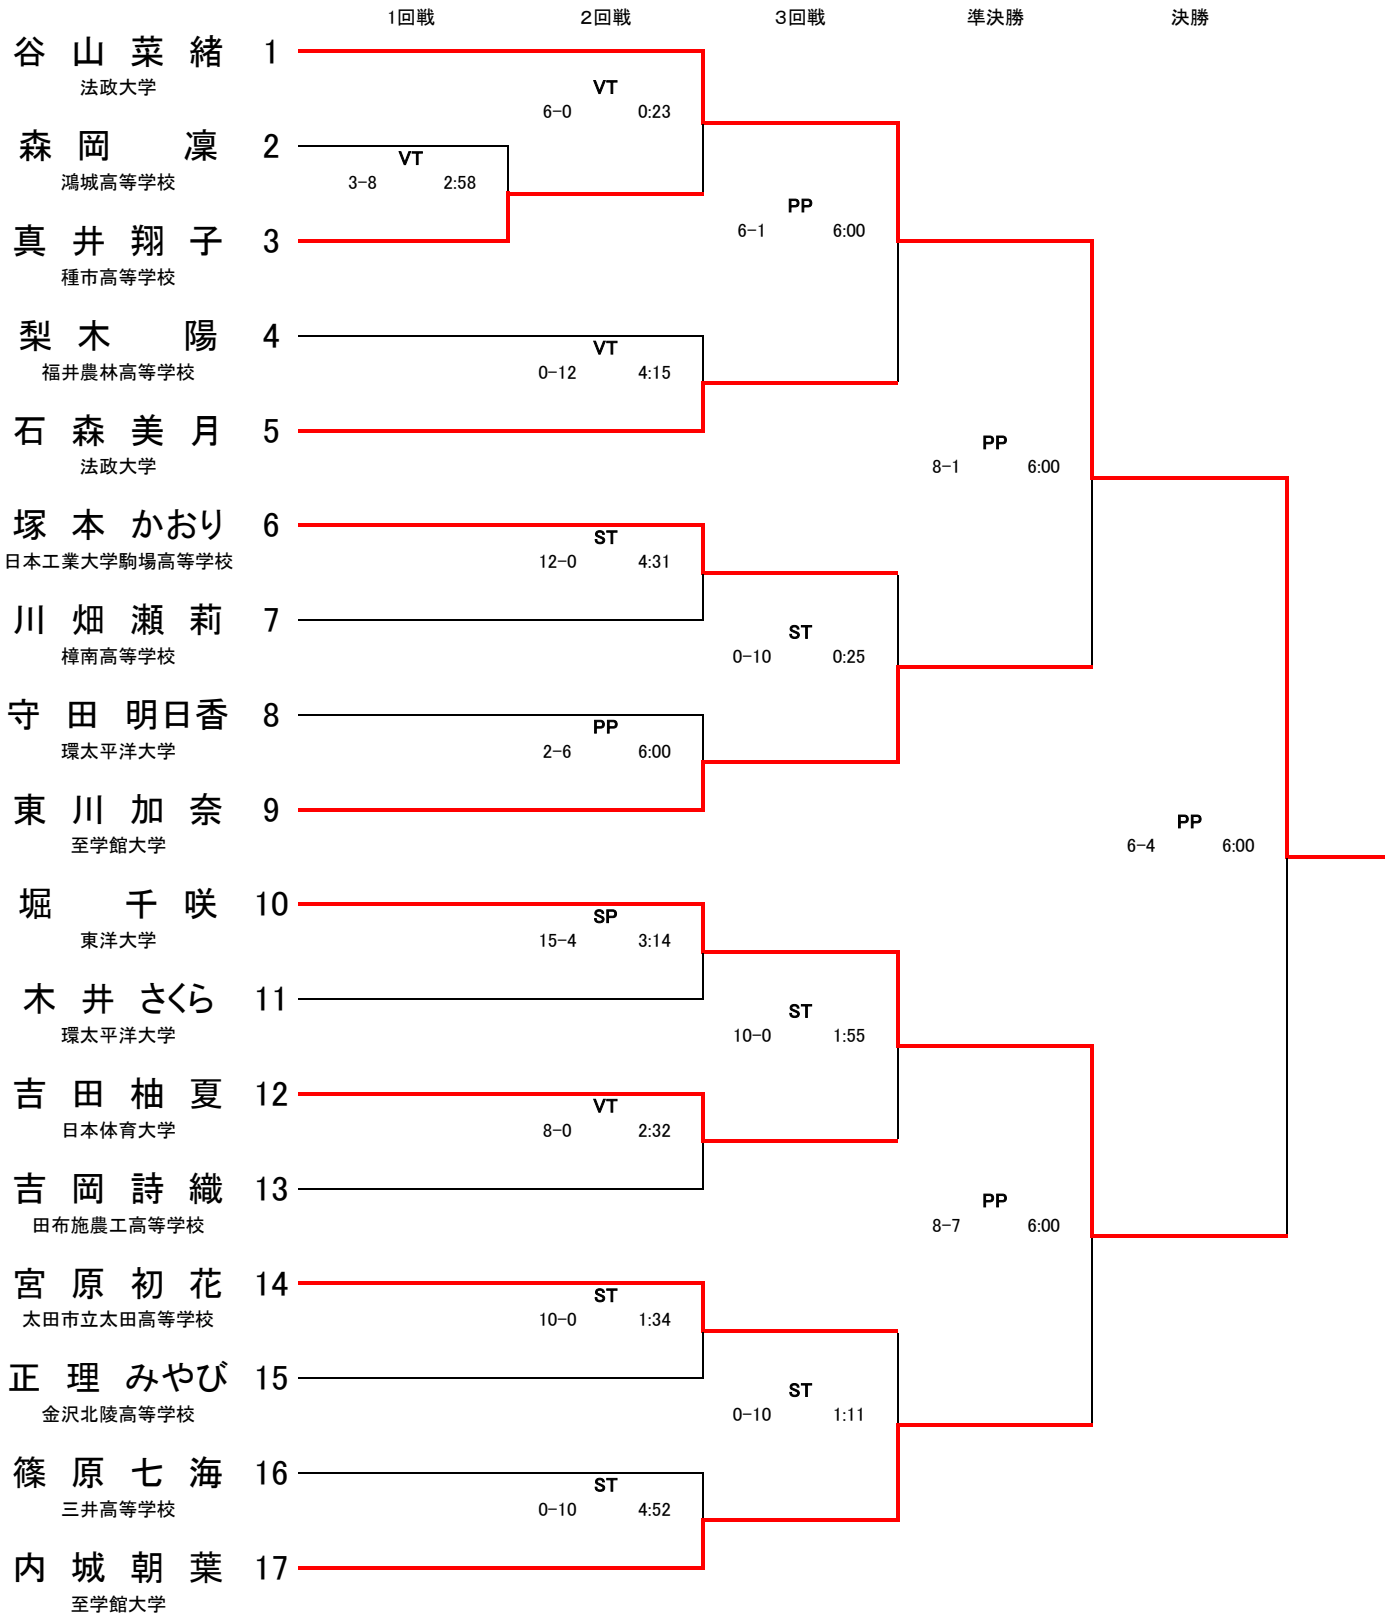 1回戦 2回戦 3回戦 準決勝 決勝
谷 山 菜 緒 1
法政大学
VT
6-0 0:23
森 岡 凜 2
鴻城高等学校
VT
3-8 2:58
真 井 翔 子 3
種市高等学校
PP
6-1 6:00
梨 木 陽 4
福井農林高等学校
VT
0-12 4:15
石 森 美 月 5
法政大学
PP
8-1 6:00
塚 本 かおり 6
日本工業大学駒場高等学校
ST
12-0 4:31
川 畑 瀬 莉 7
樟南高等学校
ST
0-10 0:25
守 田 明日香 8
環太平洋大学
PP
2-6 6:00
東 川 加 奈 9
至学館大学
PP
6-4 6:00
堀 千 咲 10
東洋大学
SP
15-4 3:14
木 井 さくら 11
環太平洋大学
ST
10-0 1:55
吉 田 柚 夏 12
日本体育大学
VT
8-0 2:32
吉 岡 詩 織 13
田布施農工高等学校
PP
8-7 6:00
宮 原 初 花 14
太田市立太田高等学校
ST
10-0 1:34
正 理 みやび 15
金沢北陵高等学校
ST
0-10 1:11
篠 原 七 海 16
三井高等学校
ST
0-10 4:52
内 城 朝 葉 17
至学館大学